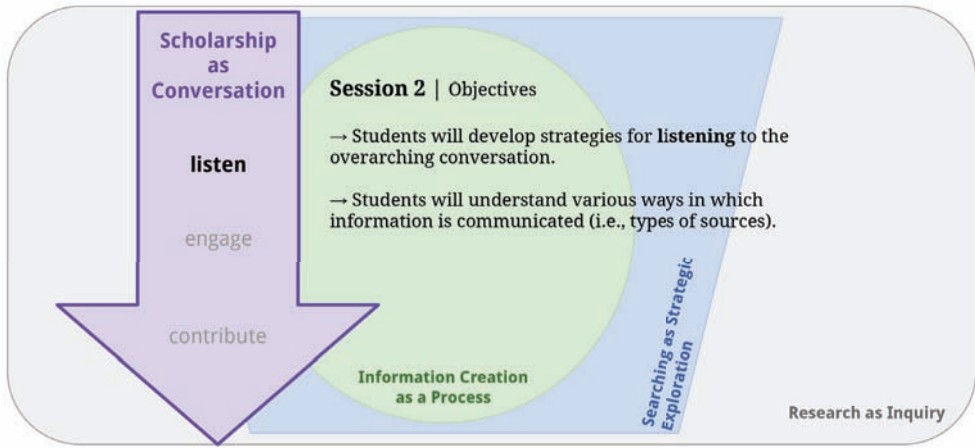 Scholarship
as
Conversation
listen
engage
contribute
Session 2 | Objectives
→ Students will develop strategies for listening to the
overarching conversation.
→ Students will understand various ways in which
information is communicated (i.e., types of sources).
Information Creation
as a Process
Searching as Strategic
Exploration
Research as Inquiry